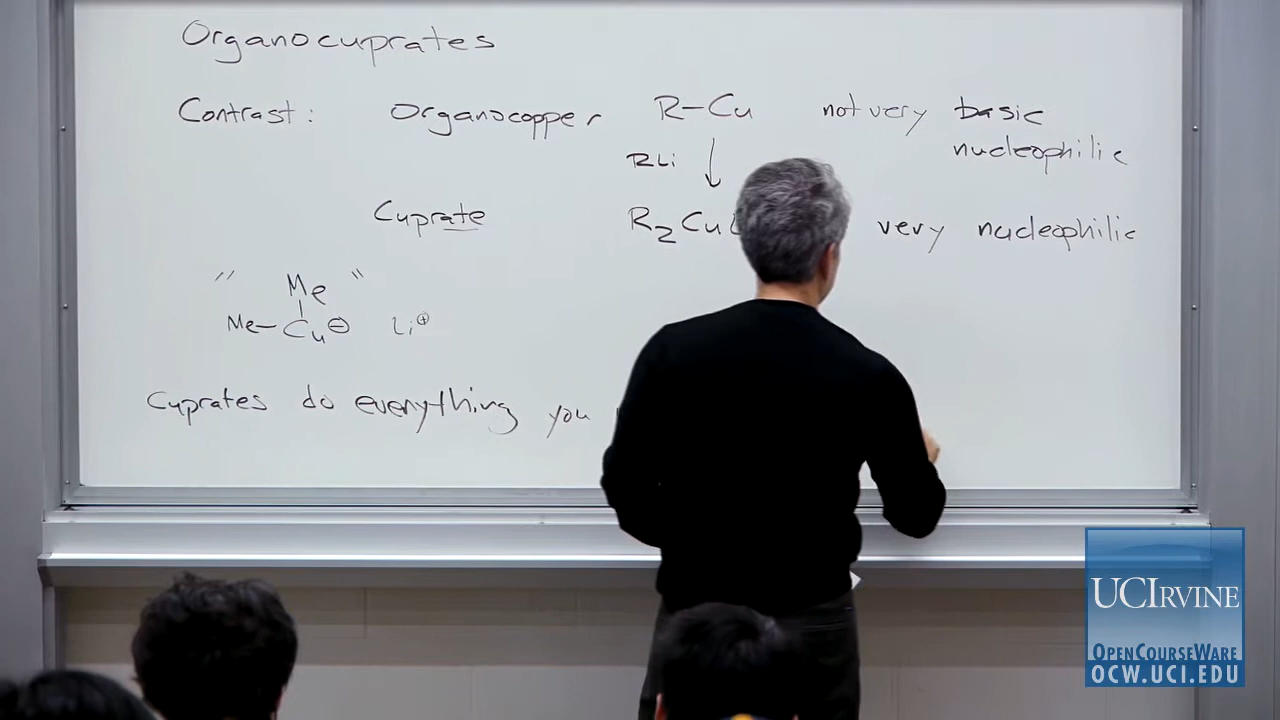 Organocuprates
Contrast: Organocopper R-Cu not very basic
nucleophilic
RLi ↓
Cuprate R₂Cu very nucleophilic
" Me "
Me-Cu⊖ Li⊕
Cuprates do everything you
UCIRVINE
OPENCOURSEWARE
OCW.UCI.EDU